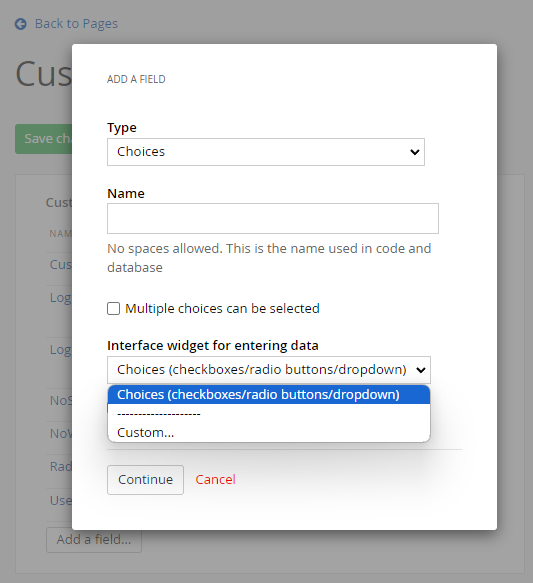 Back to Pages
Cus
ADD A FIELD
Type
Save cha
Choices
Name
Cust
NAM
No spaces allowed. This is the name used in code and
database
Cus
Log
Multiple choices can be selected
Interface widget for entering data
Log
Choices (checkboxes/radio buttons/dropdown)
Choices (checkboxes/radio buttons/dropdown)
NoS
--------------------
Custom...
NoW
Rad
Continue Cancel
Use
Add a field...